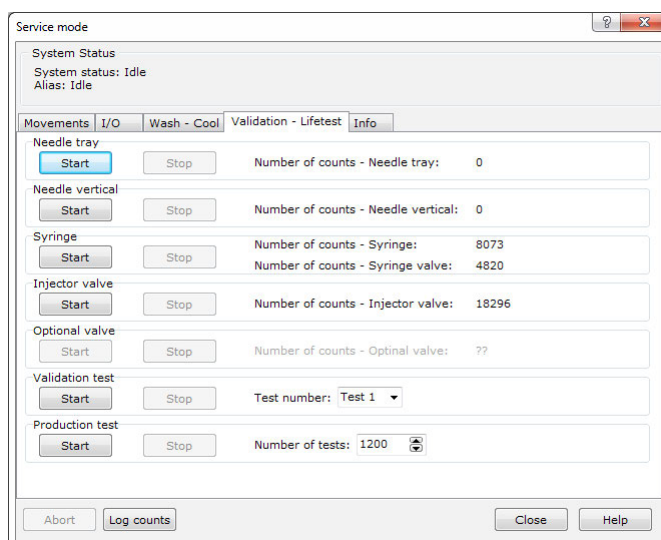 Service mode
System Status
System status: Idle
Alias: Idle
Movements I/O Wash - Cool Validation - Lifetest Info
Needle tray
Start Stop Number of counts - Needle tray: 0
Needle vertical
Start Stop Number of counts - Needle vertical: 0
Syringe
Number of counts - Syringe: 8073
Start Stop
Number of counts - Syringe valve: 4820
Injector valve
Start Stop Number of counts - Injector valve: 18296
Optional valve
Start Stop Number of counts - Optinal valve: ??
Validation test
Start Stop Test number: Test 1
Production test
Start Stop Number of tests: 1200
Abort Log counts Close Help